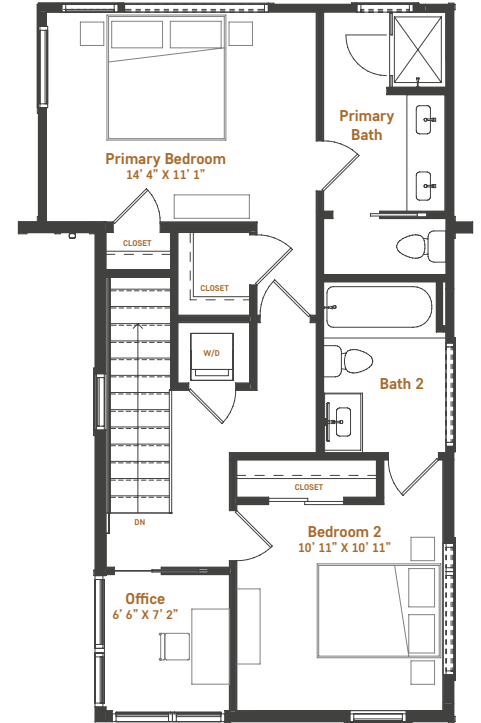 Primary Bedroom
14' 4" X 11' 1"
Primary
Bath
CLOSET
CLOSET
W/D
Bath 2
CLOSET
DN
Bedroom 2
10' 11" X 10' 11"
Office
6' 6" X 7' 2"